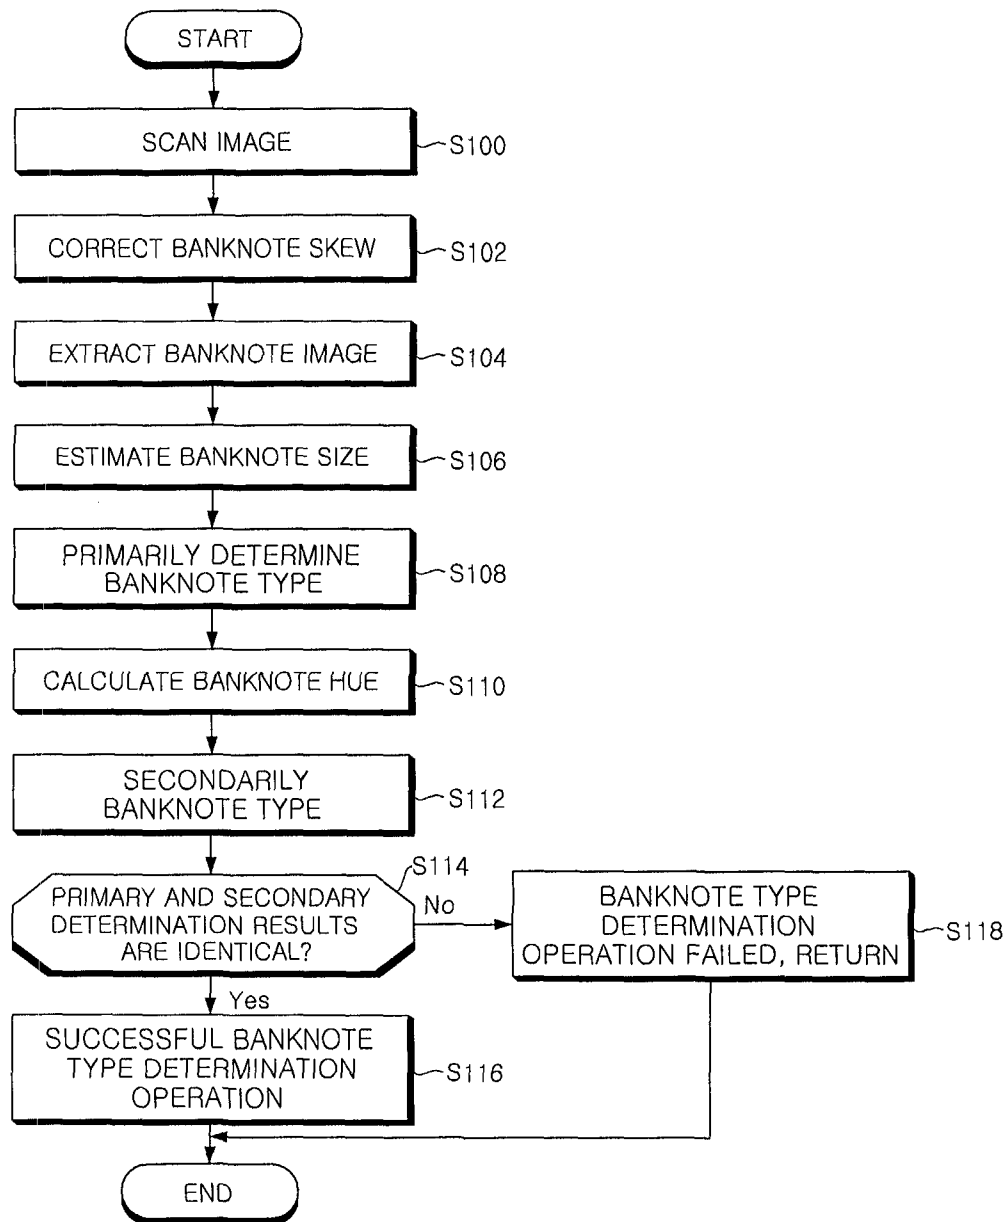 START
SCAN IMAGE
S100
CORRECT BANKNOTE SKEW
S102
EXTRACT BANKNOTE IMAGE
S104
ESTIMATE BANKNOTE SIZE
S106
PRIMARILY DETERMINE
BANKNOTE TYPE
S108
CALCULATE BANKNOTE HUE
S110
SECONDARILY
BANKNOTE TYPE
S112
S114
PRIMARY AND SECONDARY
DETERMINATION RESULTS
ARE IDENTICAL?
No
BANKNOTE TYPE
DETERMINATION
OPERATION FAILED, RETURN
S118
Yes
SUCCESSFUL BANKNOTE
TYPE DETERMINATION
OPERATION
S116
END